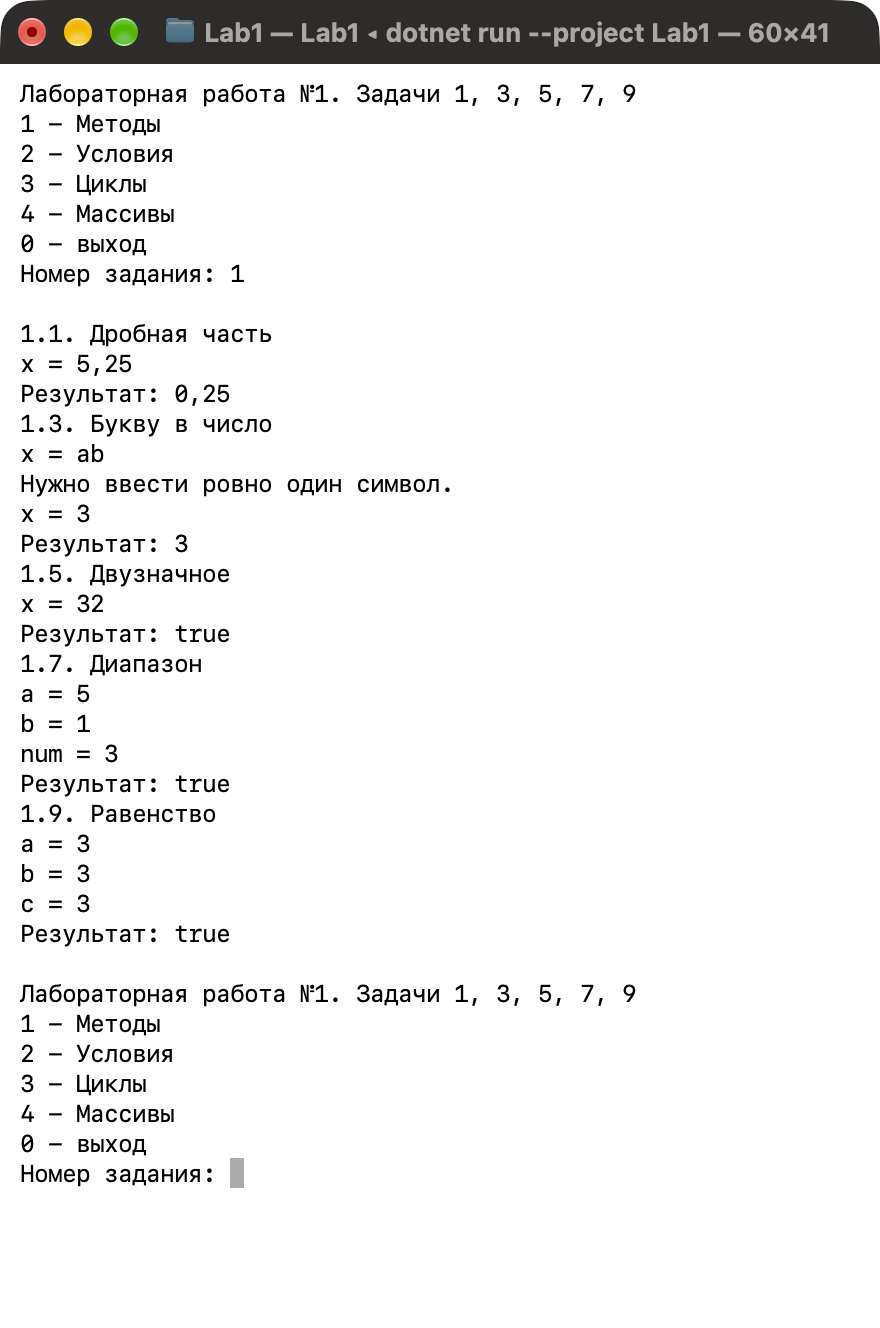 Lab1 — Lab1 ◂ dotnet run --project Lab1 — 60×41
Лабораторная работа №1. Задачи 1, 3, 5, 7, 9
1 — Методы
2 — Условия
3 — Циклы
4 — Массивы
0 — выход
Номер задания: 1
1.1. Дробная часть
x = 5,25
Результат: 0,25
1.3. Букву в число
x = ab
Нужно ввести ровно один символ.
x = 3
Результат: 3
1.5. Двузначное
x = 32
Результат: true
1.7. Диапазон
a = 5
b = 1
num = 3
Результат: true
1.9. Равенство
a = 3
b = 3
c = 3
Результат: true
Лабораторная работа №1. Задачи 1, 3, 5, 7, 9
1 — Методы
2 — Условия
3 — Циклы
4 — Массивы
0 — выход
Номер задания: